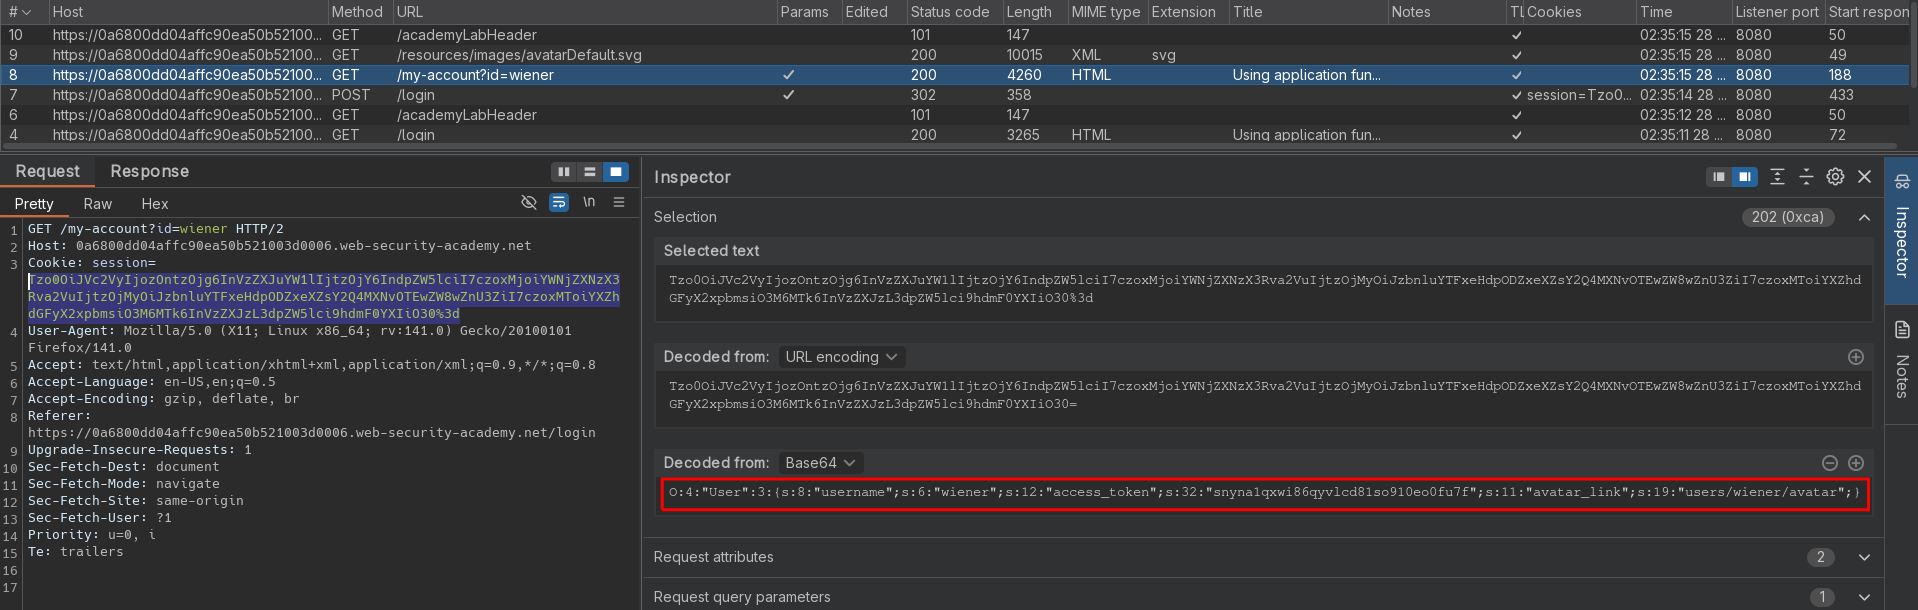 # Host Method URL Params Edited Status code Length MIME type Extension Title Notes TL Cookies Time Listener port Start respon
10 https://0a6800dd04affc90ea50b52100... GET /academyLabHeader 101 147 ✓ 02:35:15 28 ... 8080 50
9 https://0a6800dd04affc90ea50b52100... GET /resources/images/avatarDefault.svg 200 10015 XML svg ✓ 02:35:15 28 ... 8080 49
8 https://0a6800dd04affc90ea50b52100... GET /my-account?id=wiener ✓ 200 4260 HTML Using application fun... ✓ 02:35:15 28 ... 8080 188
7 https://0a6800dd04affc90ea50b52100... POST /login ✓ 302 358 ✓ session=Tzo0... 02:35:14 28 ... 8080 433
6 https://0a6800dd04affc90ea50b52100... GET /academyLabHeader 101 147 ✓ 02:35:12 28 ... 8080 50
4 https://0a6800dd04affc90ea50b52100... GET /login 200 3265 HTML Using application fun... ✓ 02:35:11 28 ... 8080 72
Request Response
Pretty Raw Hex \n
1 GET /my-account?id=wiener HTTP/2
2 Host: 0a6800dd04affc90ea50b521003d0006.web-security-academy.net
3 Cookie: session=
Tzo0OiJVc2VyIjozOntzOjg6InVzZXJuYW1lIjtzOjY6IndpZW5lciI7czoxMjoiYWNjZXNzX3
Rva2VuIjtzOjMyOiJzbnluYTFxeHdpODZxeXZsY2Q4MXNvOTEwZW8wZnU3ZiI7czoxMToiYXZh
dGFyX2xpbmsiO3M6MTk6InVzZXJzL3dpZW5lci9hdmF0YXIiO30%3d
4 User-Agent: Mozilla/5.0 (X11; Linux x86_64; rv:141.0) Gecko/20100101
Firefox/141.0
5 Accept: text/html,application/xhtml+xml,application/xml;q=0.9,*/*;q=0.8
6 Accept-Language: en-US,en;q=0.5
7 Accept-Encoding: gzip, deflate, br
8 Referer:
https://0a6800dd04affc90ea50b521003d0006.web-security-academy.net/login
9 Upgrade-Insecure-Requests: 1
10 Sec-Fetch-Dest: document
11 Sec-Fetch-Mode: navigate
12 Sec-Fetch-Site: same-origin
13 Sec-Fetch-User: ?1
14 Priority: u=0, i
15 Te: trailers
16
17
Inspector
Selection 202 (0xca)
Selected text
Tzo0OiJVc2VyIjozOntzOjg6InVzZXJuYW1lIjtzOjY6IndpZW5lciI7czoxMjoiYWNjZXNzX3Rva2VuIjtzOjMyOiJzbnluYTFxeHdpODZxeXZsY2Q4MXNvOTEwZW8wZnU3ZiI7czoxMToiYXZhd
GFyX2xpbmsiO3M6MTk6InVzZXJzL3dpZW5lci9hdmF0YXIiO30%3d
Decoded from: URL encoding
Tzo0OiJVc2VyIjozOntzOjg6InVzZXJuYW1lIjtzOjY6IndpZW5lciI7czoxMjoiYWNjZXNzX3Rva2VuIjtzOjMyOiJzbnluYTFxeHdpODZxeXZsY2Q4MXNvOTEwZW8wZnU3ZiI7czoxMToiYXZhd
GFyX2xpbmsiO3M6MTk6InVzZXJzL3dpZW5lci9hdmF0YXIiO30=
Decoded from: Base64
O:4:"User":3:{s:8:"username";s:6:"wiener";s:12:"access_token";s:32:"snyna1qxwi86qyvlcd81so910eo0fu7f";s:11:"avatar_link";s:19:"users/wiener/avatar";}
Request attributes 2
Request query parameters 1
Inspector
Notes